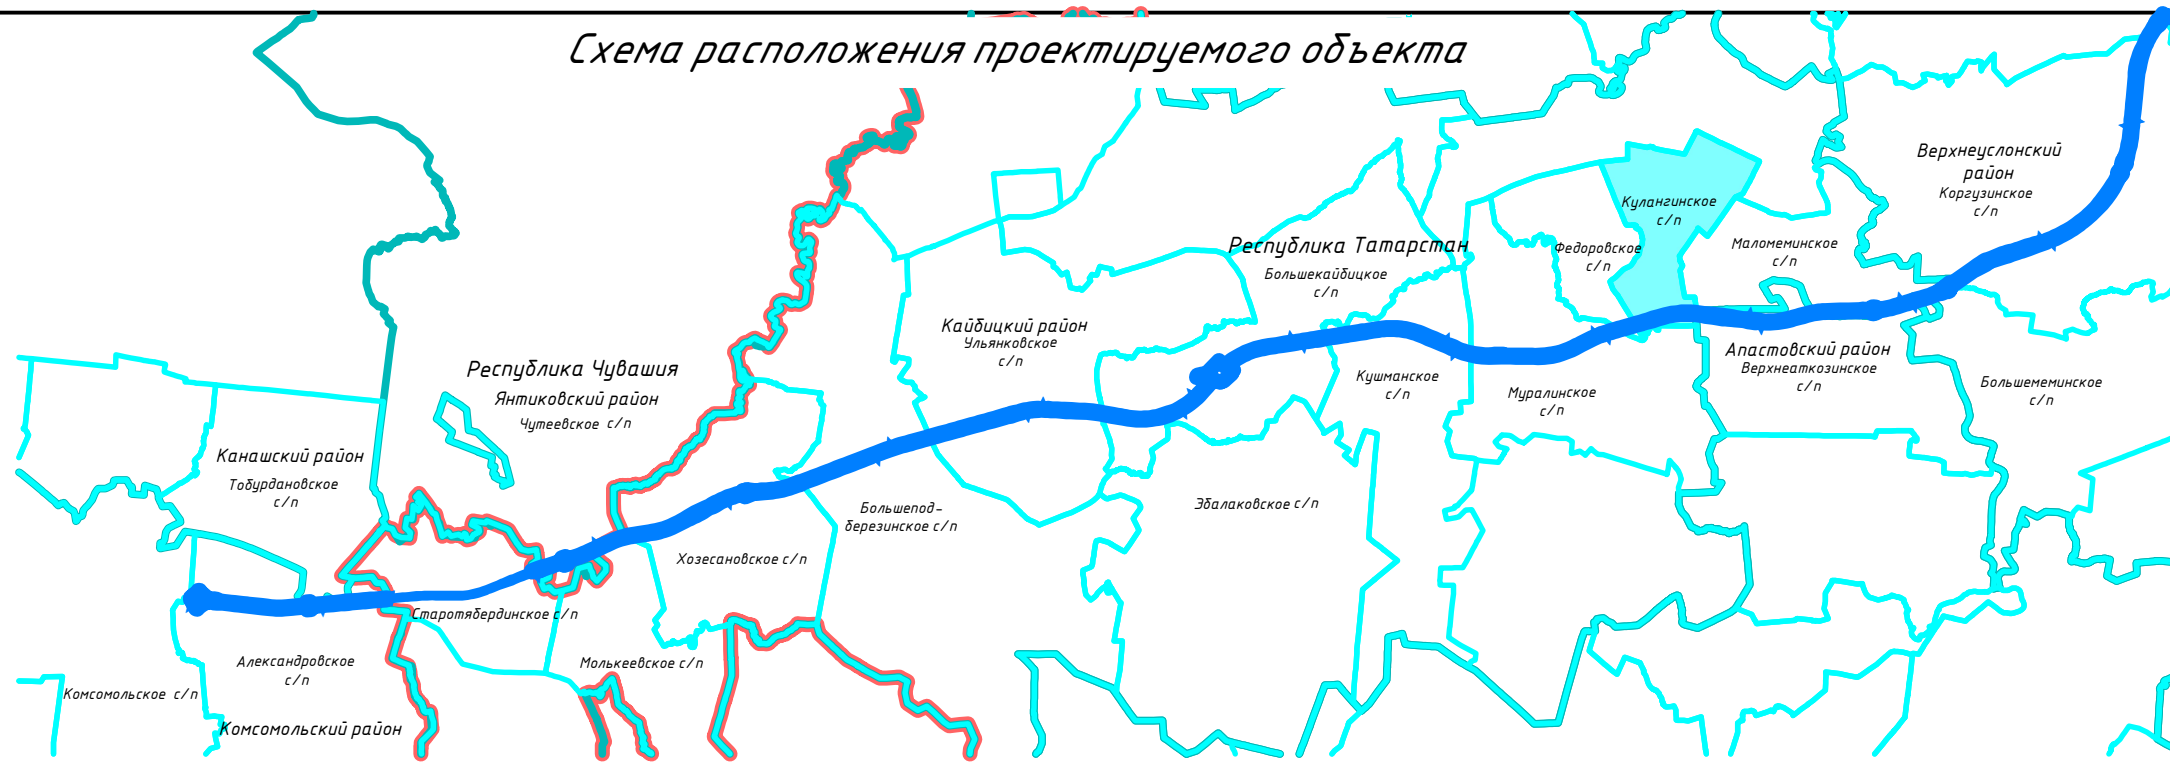 Схема расположения проектируемого объекта
Верхнеуслонский
район
Коргузинское
с/п
Кулангинское
с/п
Республика Татарстан
Большекайбицкое
с/п
Федоровское
с/п
Маломеминское
с/п
Кайбицкий район
Ульянковское
с/п
Апастовский район
Верхнеаткозинское
с/п
Республика Чувашия
Янтиковский район
Чутеевское с/п
Кушманское
с/п
Муралинское
с/п
Большемеминское
с/п
Канашский район
Тобурдановское
с/п
Большепод-
березинское с/п
Эбалаковское с/п
Хозесановское с/п
Старотябердинское с/п
Александровское
с/п
Молькеевское с/п
Комсомольское с/п
Комсомольский район